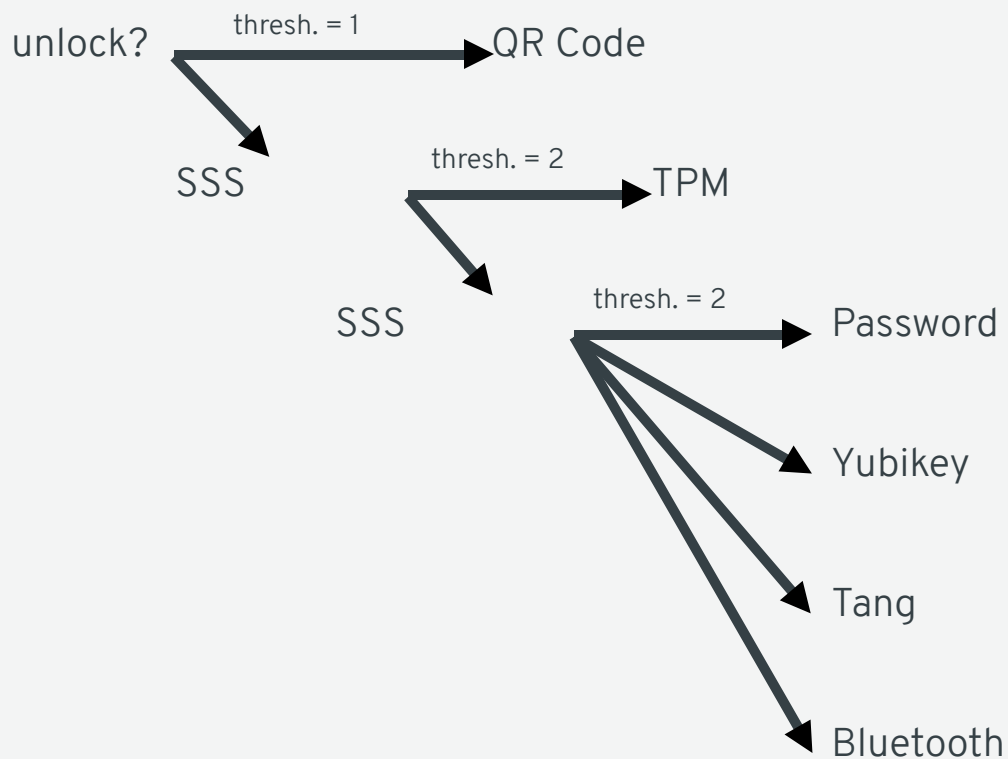 thresh. = 1
unlock? QR Code
thresh. = 2
SSS TPM
thresh. = 2
SSS Password
Yubikey
Tang
Bluetooth